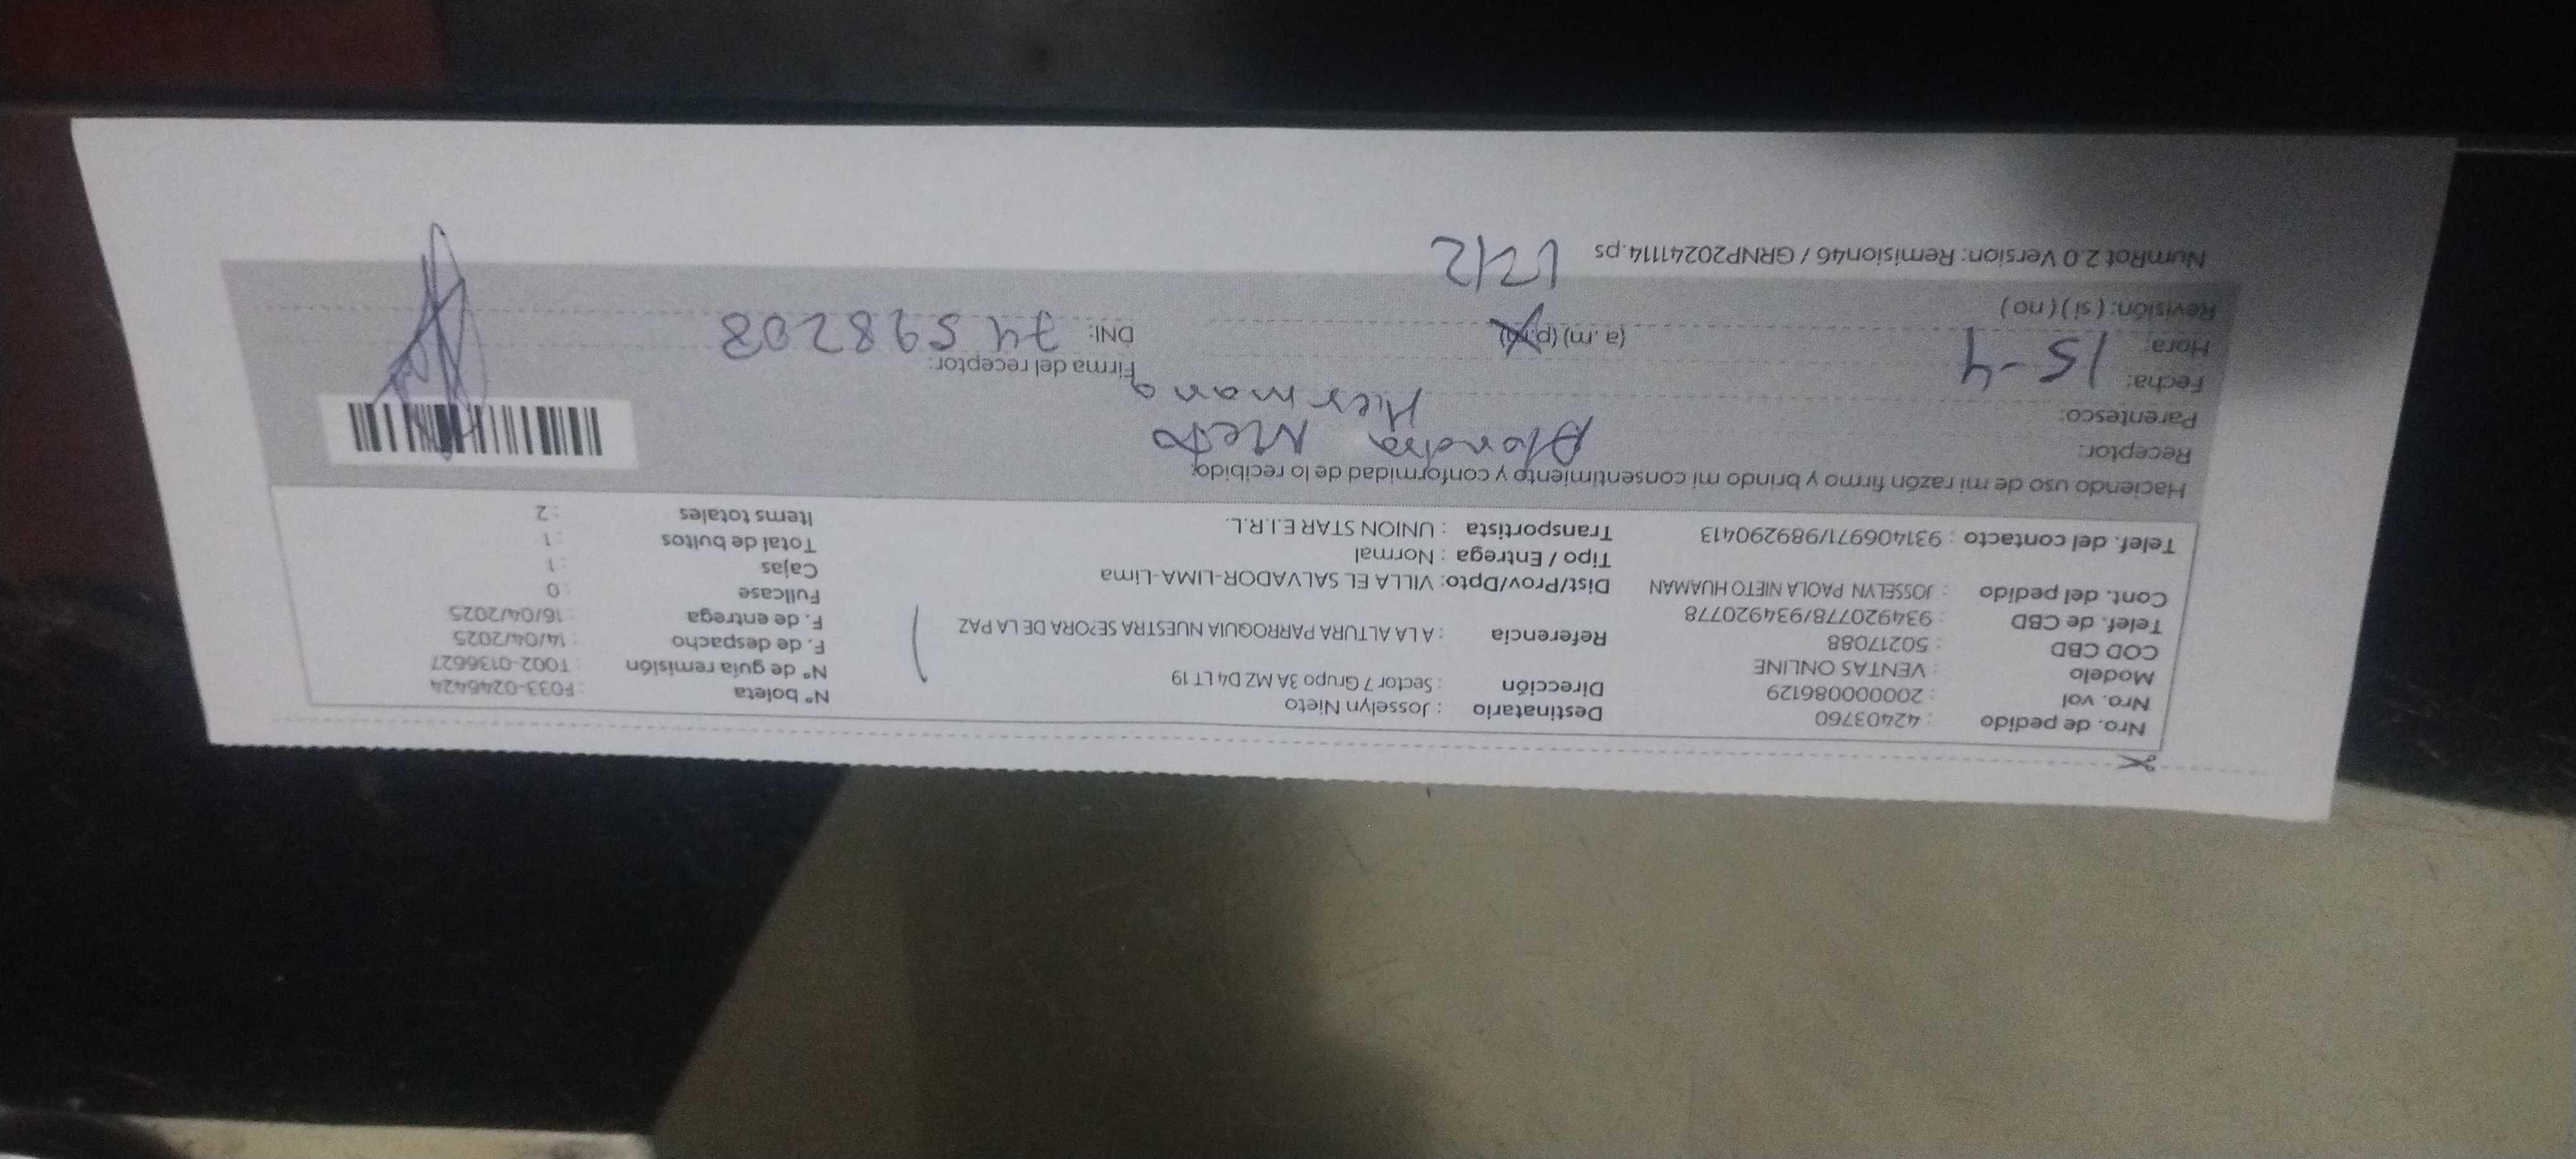 Nro. de pedido : 42403760
Nro. vol : 20000086129
Modelo : VENTAS ONLINE
COD CBD : 50217088
Telef. de CBD : 934920778/934920778
Cont. del pedido : JOSSELYN PAOLA NIETO HUAMAN
Telef. del contacto : 931406971/989290413
Destinatario : Josselyn Nieto
Dirección : Sector 7 Grupo 3A MZ D4 LT 19
Referencia : A LA ALTURA PARROQUIA NUESTRA SE?ORA DE LA PAZ
Dist/Prov/Dpto: VILLA EL SALVADOR-LIMA-Lima
Tipo / Entrega : Normal
Transportista : UNION STAR E.I.R.L.
N° boleta : F033-0246424
N° de guía remisión : T002-0136627
F. de despacho : 14/04/2025
F. de entrega : 16/04/2025
Fullcase : 0
Cajas : 1
Total de bultos : 1
Items totales : 2
Haciendo uso de mi razón firmo y brindo mi consentimiento y conformidad de lo recibido:
Receptor: Nieto
Parentesco: Hermana
Fecha: 15-4
Hora: (a.m) (p.m)
Revisión: ( si ) ( no )
Firma del receptor:
DNI: 74598208
NumRot 2.0 Version: Remision46 / GRNP20241114.ps